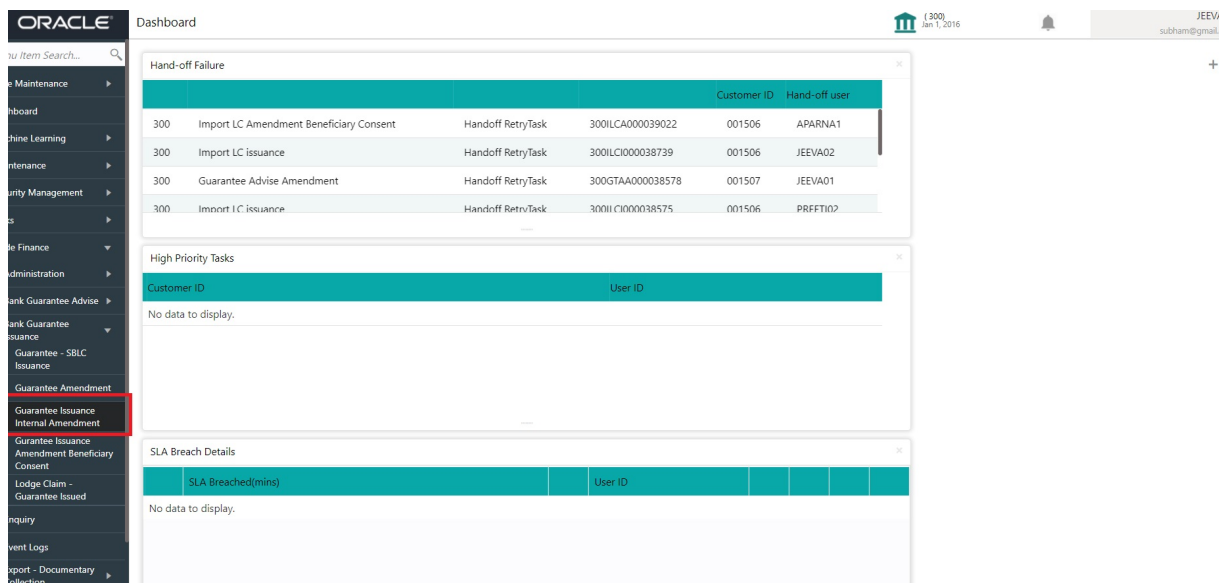 ORACLE
Dashboard
(300)
Jan 1, 2016
JEEVA
subham@gmail.
nu Item Search...
e Maintenance
hboard
chine Learning
ntenance
urity Management
ks
de Finance
Administration
Bank Guarantee Advise
Bank Guarantee
ssuance
Guarantee - SBLC
Issuance
Guarantee Amendment
Guarantee Issuance
Internal Amendment
Gurantee Issuance
Amendment Beneficiary
Consent
Lodge Claim -
Guarantee Issued
nquiry
vent Logs
xport - Documentary
Collection
Hand-off Failure
Customer ID Hand-off user
300 Import LC Amendment Beneficiary Consent Handoff RetryTask 300ILCA000039022 001506 APARNA1
300 Import LC issuance Handoff RetryTask 300ILCI000038739 001506 JEEVA02
300 Guarantee Advise Amendment Handoff RetryTask 300GTAA000038578 001507 JEEVA01
300 Import LC issuance Handoff RetryTask 300ILCI000038575 001506 PREETI02
High Priority Tasks
Customer ID User ID
No data to display.
SLA Breach Details
SLA Breached(mins) User ID
No data to display.